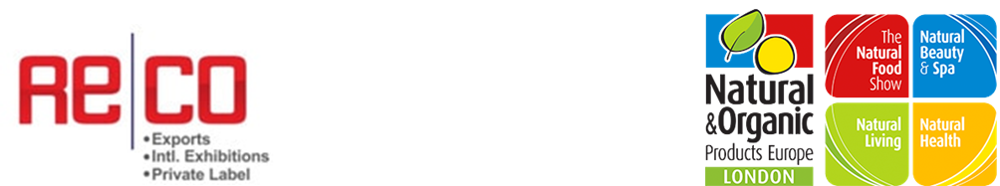 Re CO
•Exports
•Intl. Exhibitions
•Private Label
Natural
&Organic
Products Europe
LONDON
The
Natural
Food
Show
Natural
Beauty
& Spa
Natural
Living
Natural
Health